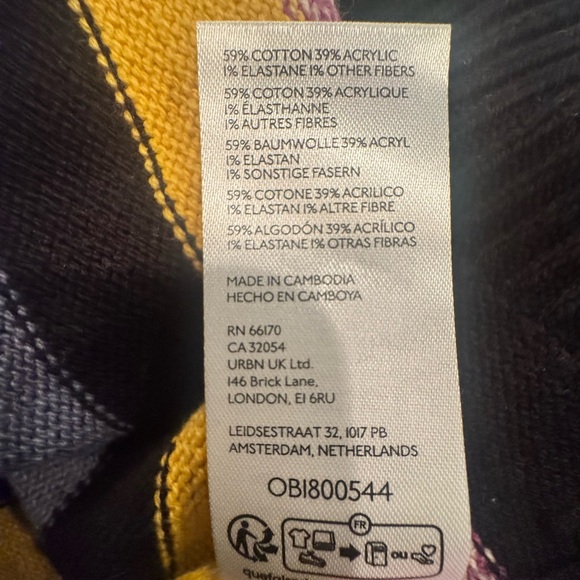 59% COTTON 39% ACRYLIC
1% ELASTANE 1% OTHER FIBERS
59% COTON 39% ACRYLIQUE
1% ÉLASTHANNE
1% AUTRES FIBRES
59% BAUMWOLLE 39% ACRYL
1% ELASTAN
1% SONSTIGE FASERN
59% COTONE 39% ACRILICO
1% ELASTAN 1% ALTRE FIBRE
59% ALGODÓN 39% ACRÍLICO
1% ELASTANE 1% OTRAS FIBRAS
MADE IN CAMBODIA
HECHO EN CAMBOYA
RN 66170
CA 32054
URBN UK Ltd.
146 Brick Lane,
LONDON, E1 6RU
LEIDSESTRAAT 32, 1017 PB
AMSTERDAM, NETHERLANDS
OB1800544
FR
ou